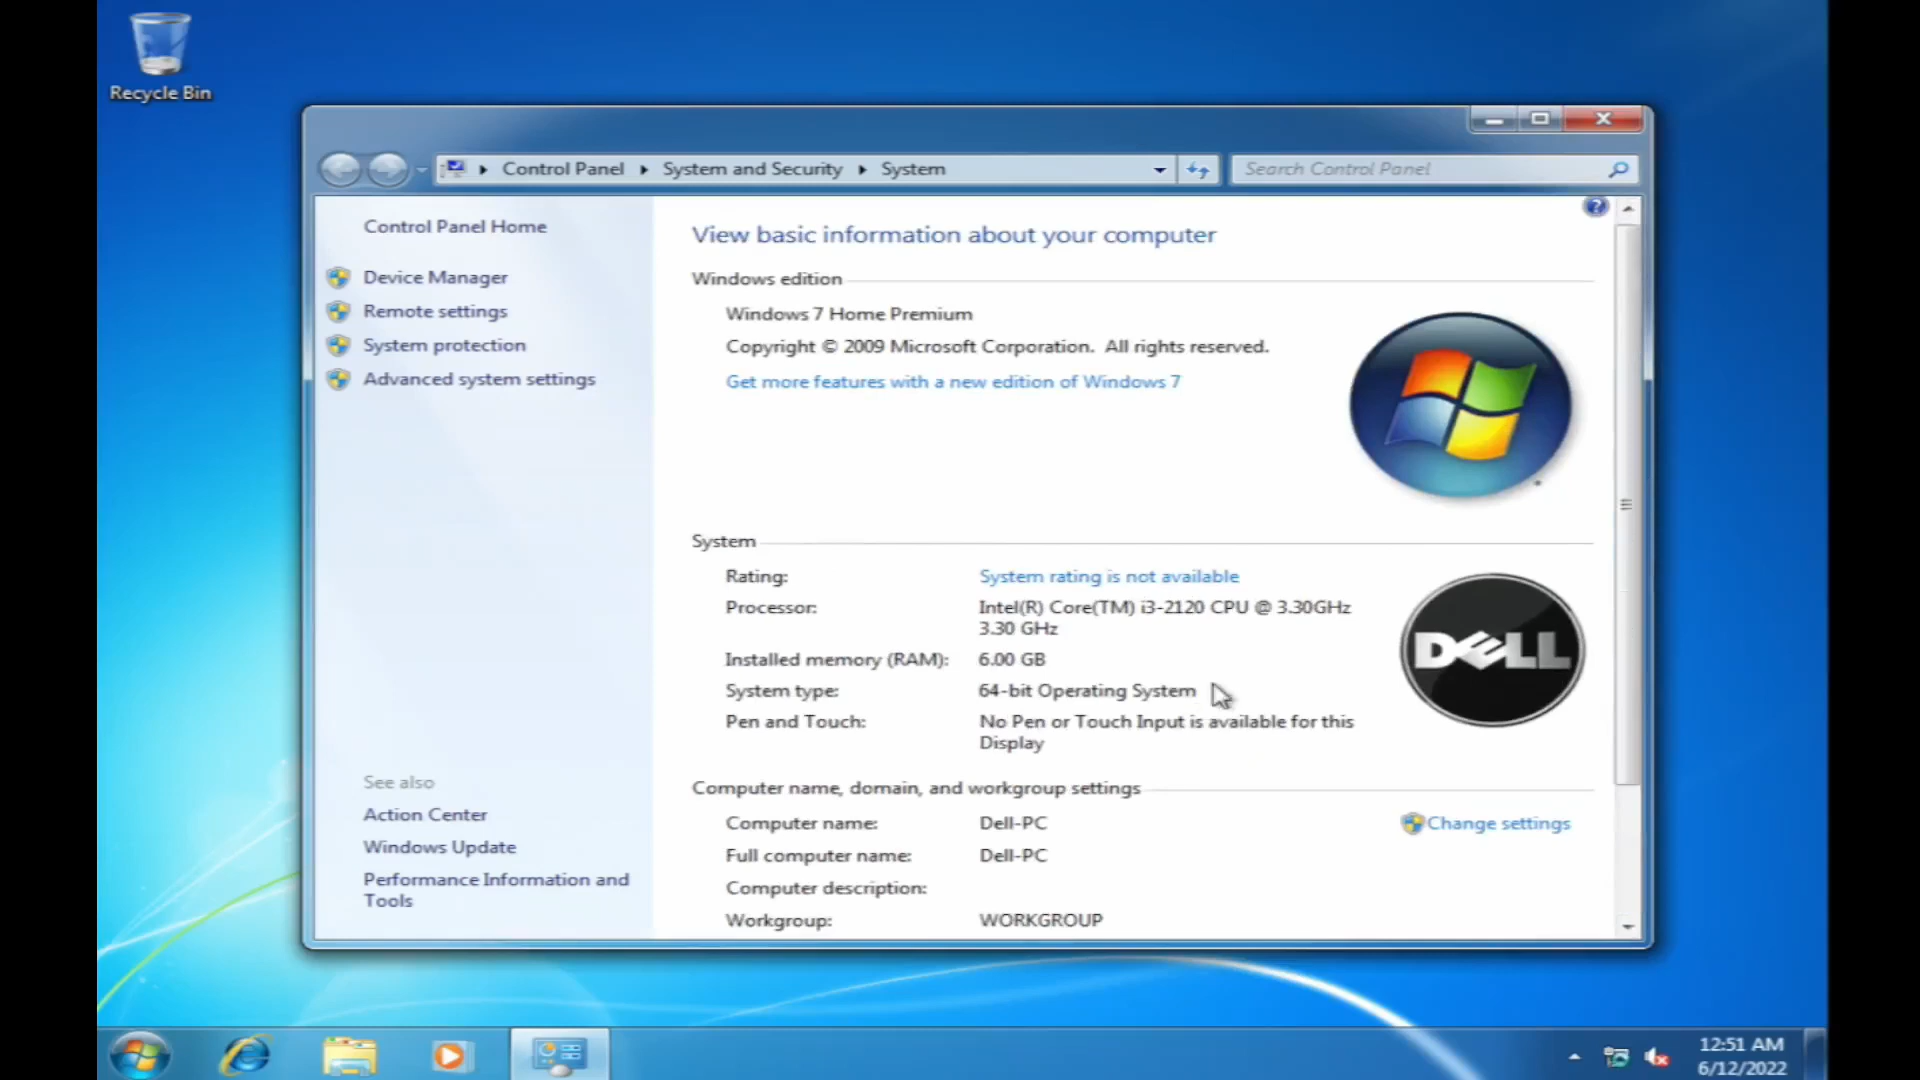 Recycle Bin
Control Panel
System and Security
System
Search Control Panel
Control Panel Home
Device Manager
Remote settings
System protection
Advanced system settings
See also
Action Center
Windows Update
Performance Information and
Tools
View basic information about your computer
Windows edition
Windows 7 Home Premium
Copyright © 2009 Microsoft Corporation.  All rights reserved.
Get more features with a new edition of Windows 7
System
Rating: System rating is not available
Processor: Intel(R) Core(TM) i3-2120 CPU @ 3.30GHz
3.30 GHz
Installed memory (RAM): 6.00 GB
System type: 64-bit Operating System
Pen and Touch: No Pen or Touch Input is available for this
Display
DELL
Computer name, domain, and workgroup settings
Computer name: Dell-PC
Change settings
Full computer name: Dell-PC
Computer description:
Workgroup: WORKGROUP
12:51 AM
6/12/2022